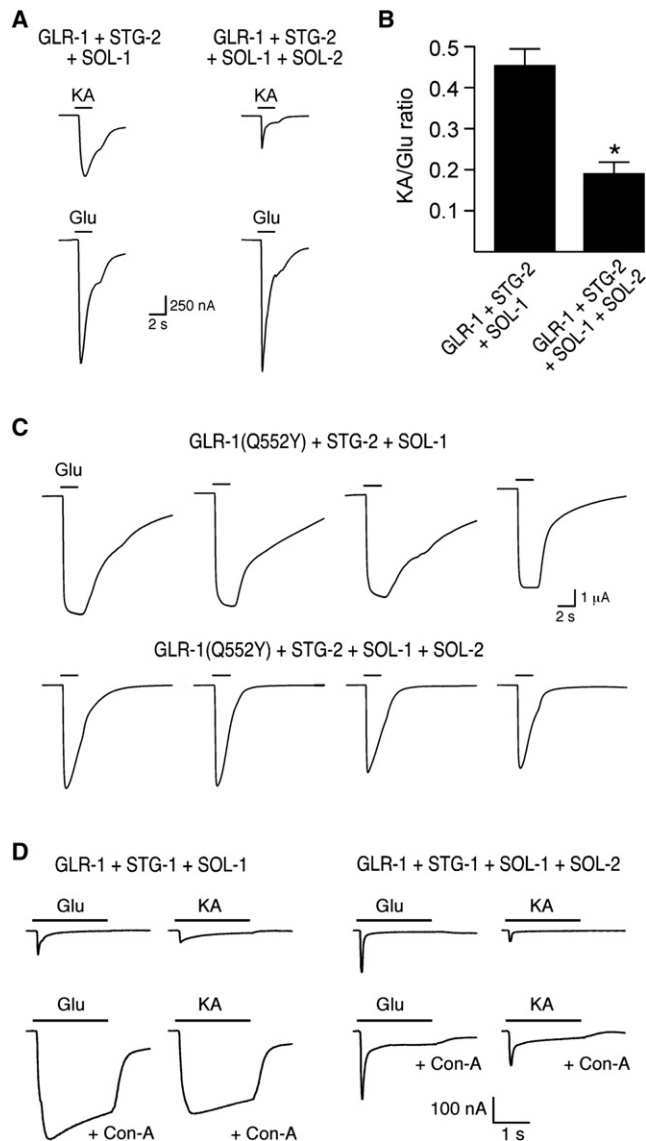 A
GLR-1 + STG-2
+ SOL-1
GLR-1 + STG-2
+ SOL-1 + SOL-2
KA
KA
Glu
Glu
250 nA
2 s
B
KA/Glu ratio
0.5
0.4
0.3
0.2
0.1
*
GLR-1 + STG-2
+ SOL-1
GLR-1 + STG-2
+ SOL-1 + SOL-2
C
GLR-1(Q552Y) + STG-2 + SOL-1
Glu
1 μA
2 s
GLR-1(Q552Y) + STG-2 + SOL-1 + SOL-2
D
GLR-1 + STG-1 + SOL-1
GLR-1 + STG-1 + SOL-1 + SOL-2
Glu
KA
Glu
KA
Glu
KA
Glu
KA
+ Con-A
+ Con-A
+ Con-A
+ Con-A
100 nA
1 s